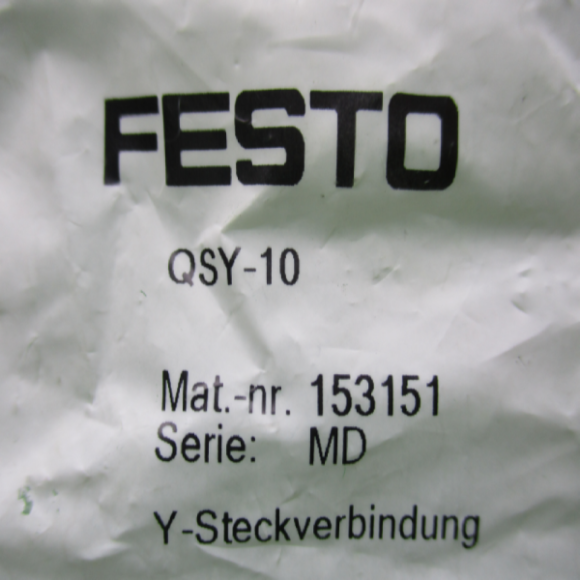 FESTO
QSY-10
Mat.-nr. 153151
Serie: MD
Y-Steckverbindung